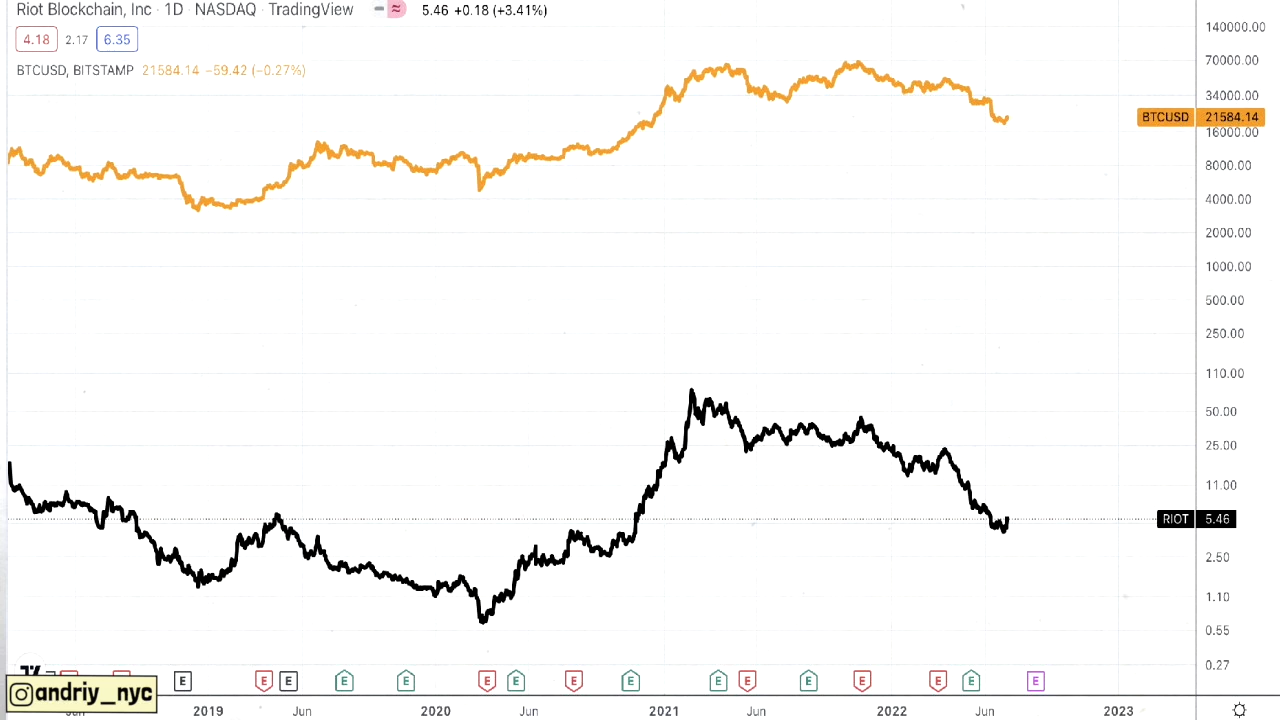 Riot Blockchain, Inc · 1D · NASDAQ · TradingView 5.46 +0.18 (+3.41%)
4.18 2.17 6.35
BTCUSD, BITSTAMP 21584.14 −59.42 (−0.27%)
140000.00
70000.00
34000.00
BTCUSD 21584.14
16000.00
8000.00
4000.00
2000.00
1000.00
500.00
250.00
110.00
50.00
25.00
11.00
RIOT 5.46
2.50
1.10
0.55
0.27
E E E E E E E E E E E E E E E E
andriy_nyc
2019 Jun 2020 Jun 2021 Jun 2022 Jun 2023